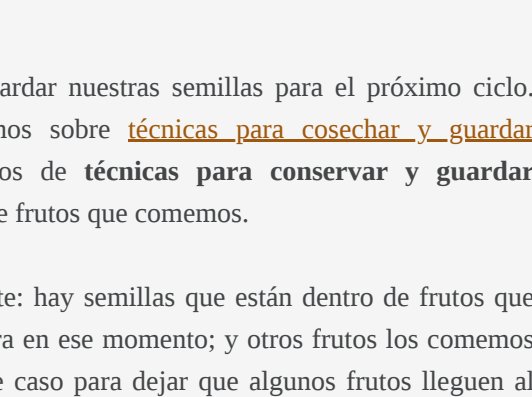 ardar nuestras semillas para el próximo ciclo.
nos sobre técnicas para cosechar y guardar
os de técnicas para conservar y guardar
e frutos que comemos.
te: hay semillas que están dentro de frutos que
ra en ese momento; y otros frutos los comemos
e caso para dejar que algunos frutos lleguen al